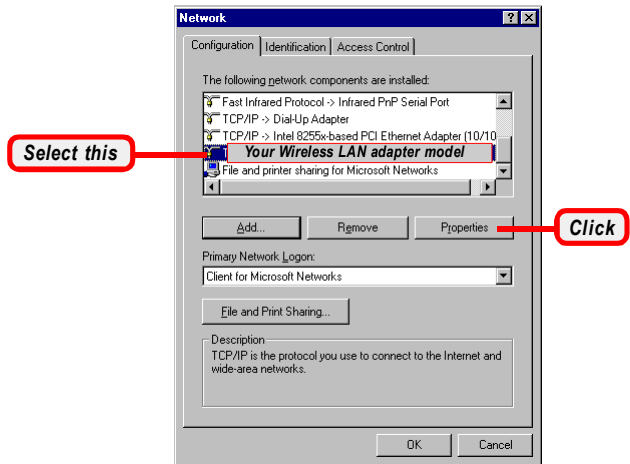 Network
Configuration Identification Access Control
The following network components are installed:
Fast Infrared Protocol -> Infrared PnP Serial Port
TCP/IP -> Dial-Up Adapter
TCP/IP -> Intel 8255x-based PCI Ethernet Adapter (10/10
Select this
Your Wireless LAN adapter model
File and printer sharing for Microsoft Networks
Add... Remove Properties
Click
Primary Network Logon:
Client for Microsoft Networks
File and Print Sharing...
Description
TCP/IP is the protocol you use to connect to the Internet and
wide-area networks.
OK Cancel